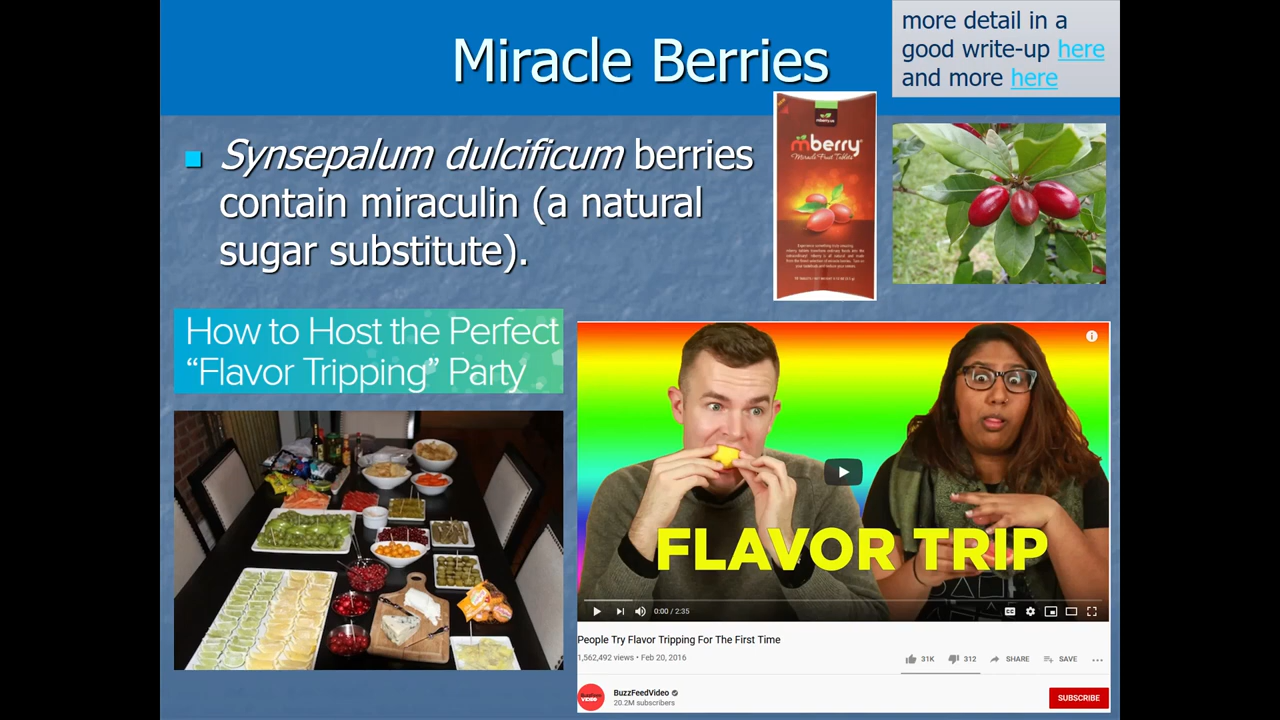 Miracle Berries
more detail in a
good write-up here
and more here
Synsepalum dulcificum berries
contain miraculin (a natural
sugar substitute).
mberry
Miracle Fruit Tablets
How to Host the Perfect
“Flavor Tripping” Party
FLAVOR TRIP
0:00 / 2:35
People Try Flavor Tripping For The First Time
1,562,492 views • Feb 20, 2016
31K 312 SHARE SAVE
BuzzFeedVideo
20.2M subscribers
SUBSCRIBE